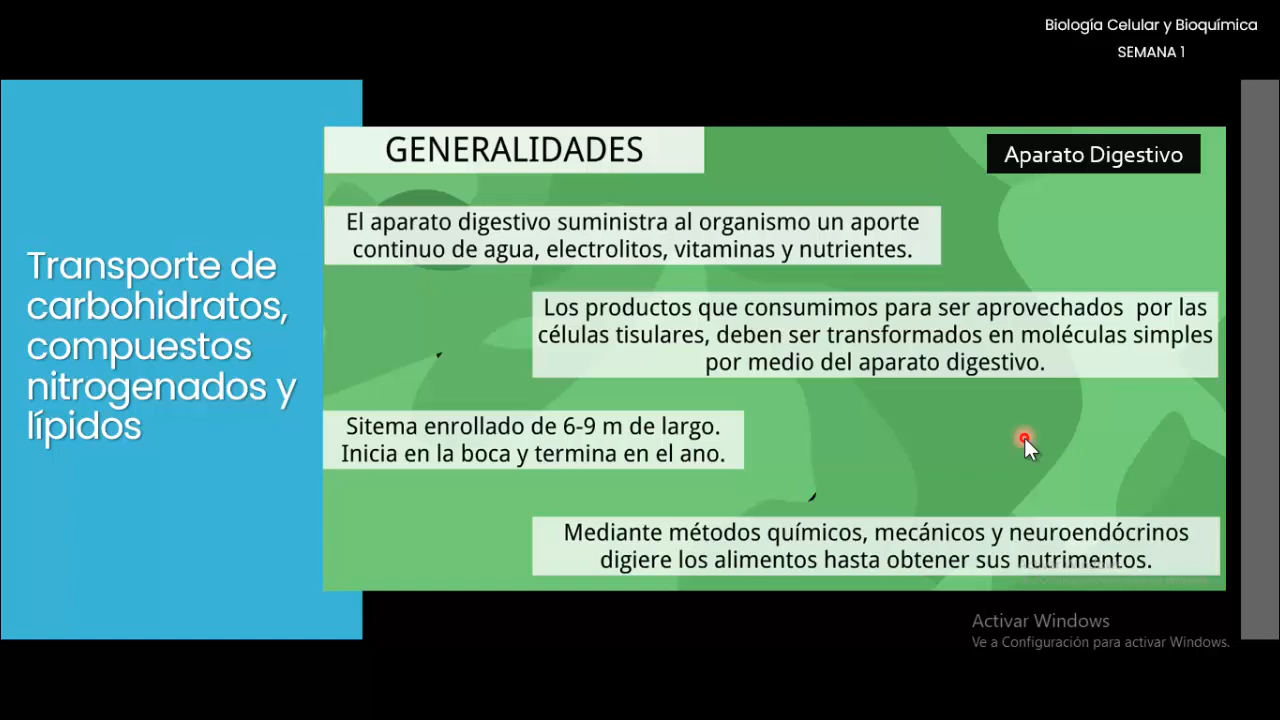 Biología Celular y Bioquímica
SEMANA 1
Transporte de
carbohidratos,
compuestos
nitrogenados y
lípidos
GENERALIDADES
Aparato Digestivo
El aparato digestivo suministra al organismo un aporte
continuo de agua, electrolitos, vitaminas y nutrientes.
Los productos que consumimos para ser aprovechados por las
células tisulares, deben ser transformados en moléculas simples
por medio del aparato digestivo.
Sitema enrollado de 6-9 m de largo.
Inicia en la boca y termina en el ano.
Mediante métodos químicos, mecánicos y neuroendócrinos
digiere los alimentos hasta obtener sus nutrimentos.
Activar Windows
Ve a Configuración para activar Windows.